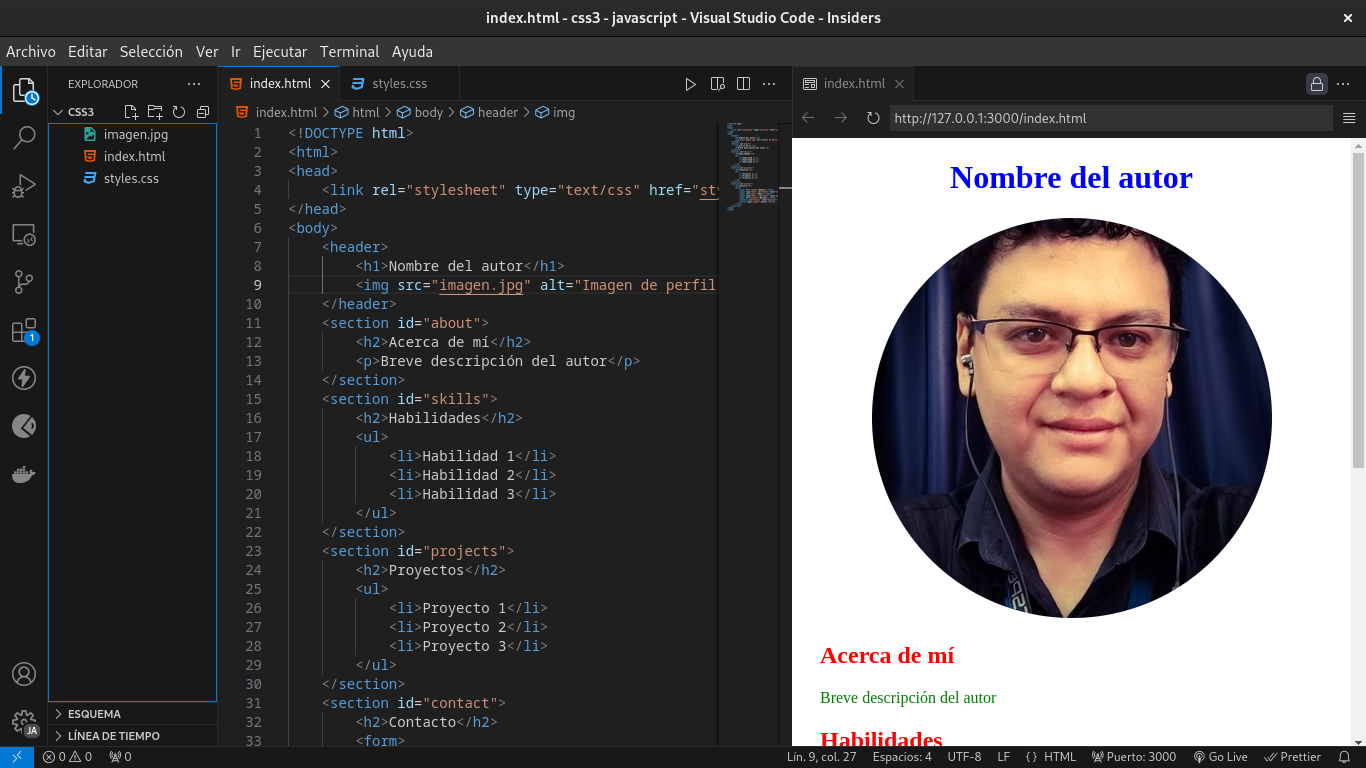 index.html - css3 - javascript - Visual Studio Code - Insiders
Archivo Editar Selección Ver Ir Ejecutar Terminal Ayuda
EXPLORADOR
CSS3
imagen.jpg
index.html
styles.css
ESQUEMA
LÍNEA DE TIEMPO
1
JA
index.html styles.css
index.html > html > body > header > img
1 <!DOCTYPE html>
2 <html>
3 <head>
4 <link rel="stylesheet" type="text/css" href="sty
5 </head>
6 <body>
7 <header>
8 <h1>Nombre del autor</h1>
9 <img src="imagen.jpg" alt="Imagen de perfil
10 </header>
11 <section id="about">
12 <h2>Acerca de mí</h2>
13 <p>Breve descripción del autor</p>
14 </section>
15 <section id="skills">
16 <h2>Habilidades</h2>
17 <ul>
18 <li>Habilidad 1</li>
19 <li>Habilidad 2</li>
20 <li>Habilidad 3</li>
21 </ul>
22 </section>
23 <section id="projects">
24 <h2>Proyectos</h2>
25 <ul>
26 <li>Proyecto 1</li>
27 <li>Proyecto 2</li>
28 <li>Proyecto 3</li>
29 </ul>
30 </section>
31 <section id="contact">
32 <h2>Contacto</h2>
33 <form>
index.html
http://127.0.0.1:3000/index.html
Nombre del autor
Acerca de mí
Breve descripción del autor
Habilidades
0 0 0 Lín. 9, col. 27 Espacios: 4 UTF-8 LF { } HTML Puerto: 3000 Go Live Prettier